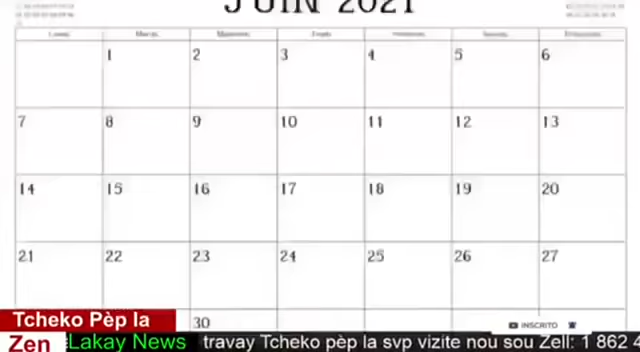 JUIN 2021
1 2 3 4 5 6
7 8 9 10 11 12 13
14 15 16 17 18 19 20
21 22 23 24 25 26 27
30
INSCRITO
Tcheko Pèp la
Zen Lakay News travay Tcheko pèp la svp vizite nou sou Zell: 1 862 4